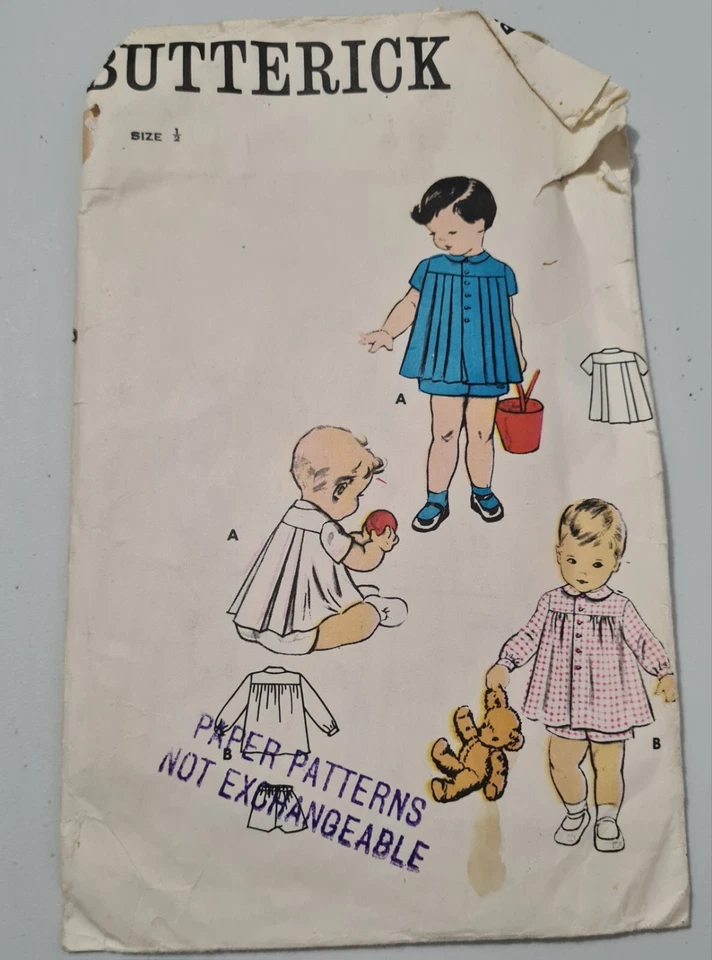 BUTTERICK
SIZE ½
A
A
B
B
PAPER PATTERNS
NOT EXCHANGEABLE